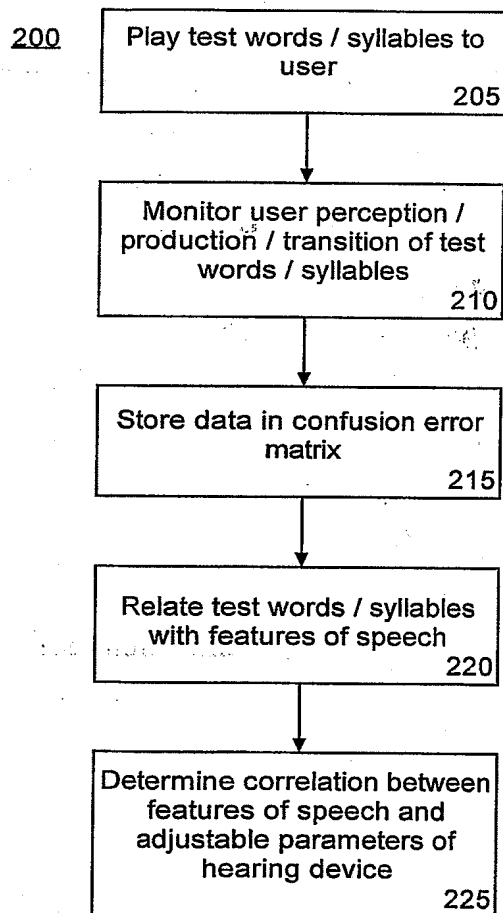 200
Play test words / syllables to
user
205
Monitor user perception /
production / transition of test
words / syllables
210
Store data in confusion error
matrix
215
Relate test words / syllables
with features of speech
220
Determine correlation between
features of speech and
adjustable parameters of
hearing device
225